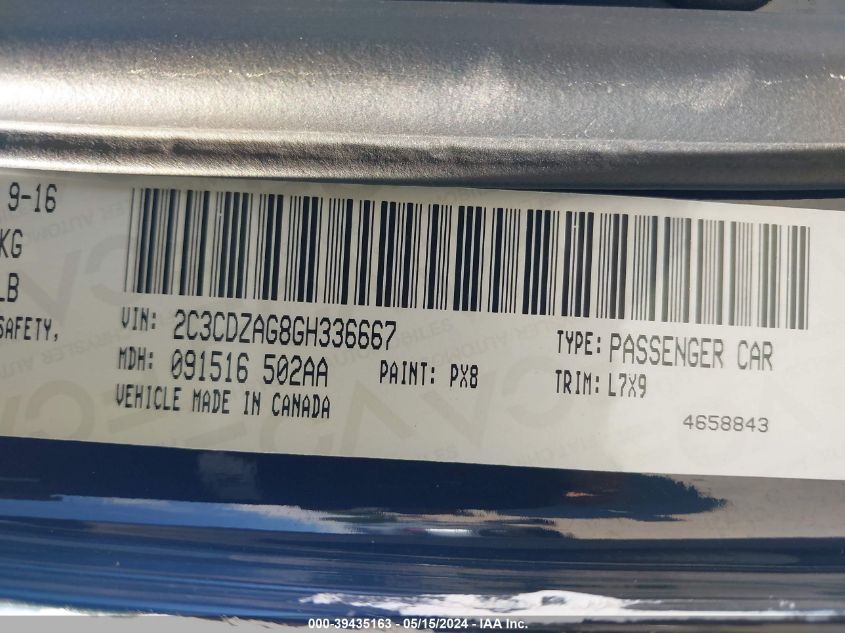 9-16
KG
LB
SAFETY,
VIN: 2C3CDZAG8GH336667
TYPE: PASSENGER CAR
MDH: 091516 502AA
PAINT: PX8
TRIM: L7X9
VEHICLE MADE IN CANADA
4658843
000-39435163 - 05/15/2024 - IAA Inc.